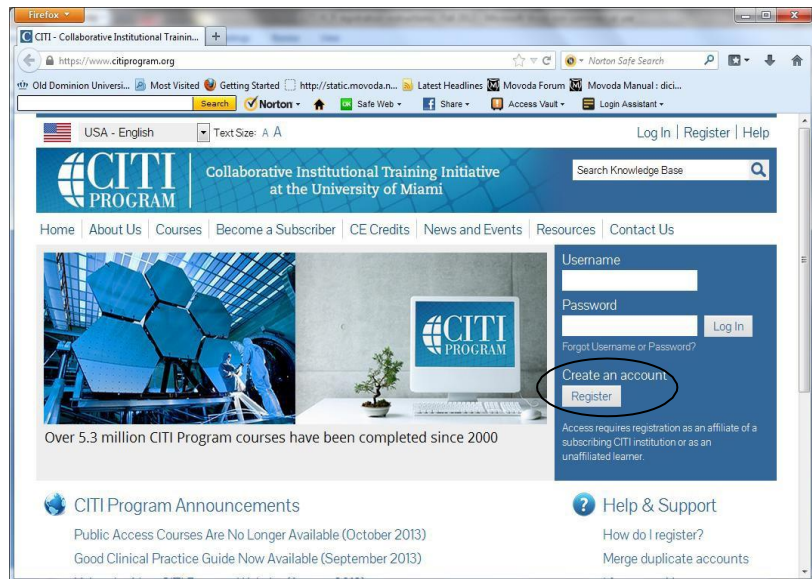 Firefox
CITI - Collaborative Institutional Trainin...
https://www.citiprogram.org
Norton Safe Search
Old Dominion Universi... Most Visited Getting Started http://static.movoda.n... Latest Headlines Movoda Forum Movoda Manual : dici...
Search Norton Safe Web Share Access Vault Login Assistant
USA - English Text Size: A A Log In | Register | Help
CITI PROGRAM
Collaborative Institutional Training Initiative
at the University of Miami
Search Knowledge Base
Home About Us Courses Become a Subscriber CE Credits News and Events Resources Contact Us
CITI
PROGRAM
Username
Password
Log In
Forgot Username or Password?
Create an account
Register
Access requires registration as an affiliate of a
subscribing CITI institution or as an
unaffiliated learner.
Over 5.3 million CITI Program courses have been completed since 2000
CITI Program Announcements
Public Access Courses Are No Longer Available (October 2013)
Good Clinical Practice Guide Now Available (September 2013)
Help & Support
How do I register?
Merge duplicate accounts